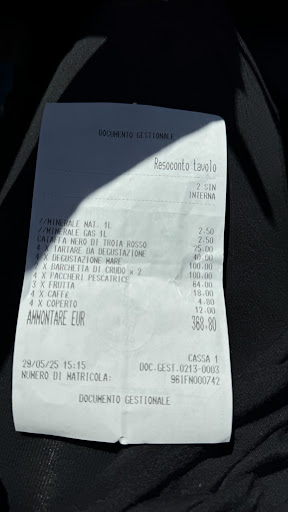 DOCUMENTO GESTIONALE
Resoconto tavolo
2 SIN
INTERNA
//MINERALE NAT. 1L 2.50
//MINERALE GAS 1L 2.50
CAIAFFA NERO DI TROIA ROSSO 25.00
4 X TARTARE DA DEGUSTAZIONE 40.00
4 X DEGUSTAZIONE MARE 100.00
X BARCHETTA DI CRUDO x 2 100.00
4 X PACCHERI PESCATRICE 64.00
3 X FRUTTA 18.00
4 X CAFFè 4.80
4 X COPERTO 12.00
AMMONTARE EUR 368.80
CASSA 1
29/05/25 15:15 DOC.GEST.0213-0003
NUMERO DI MATRICOLA: 96IFN000742
DOCUMENTO GESTIONALE